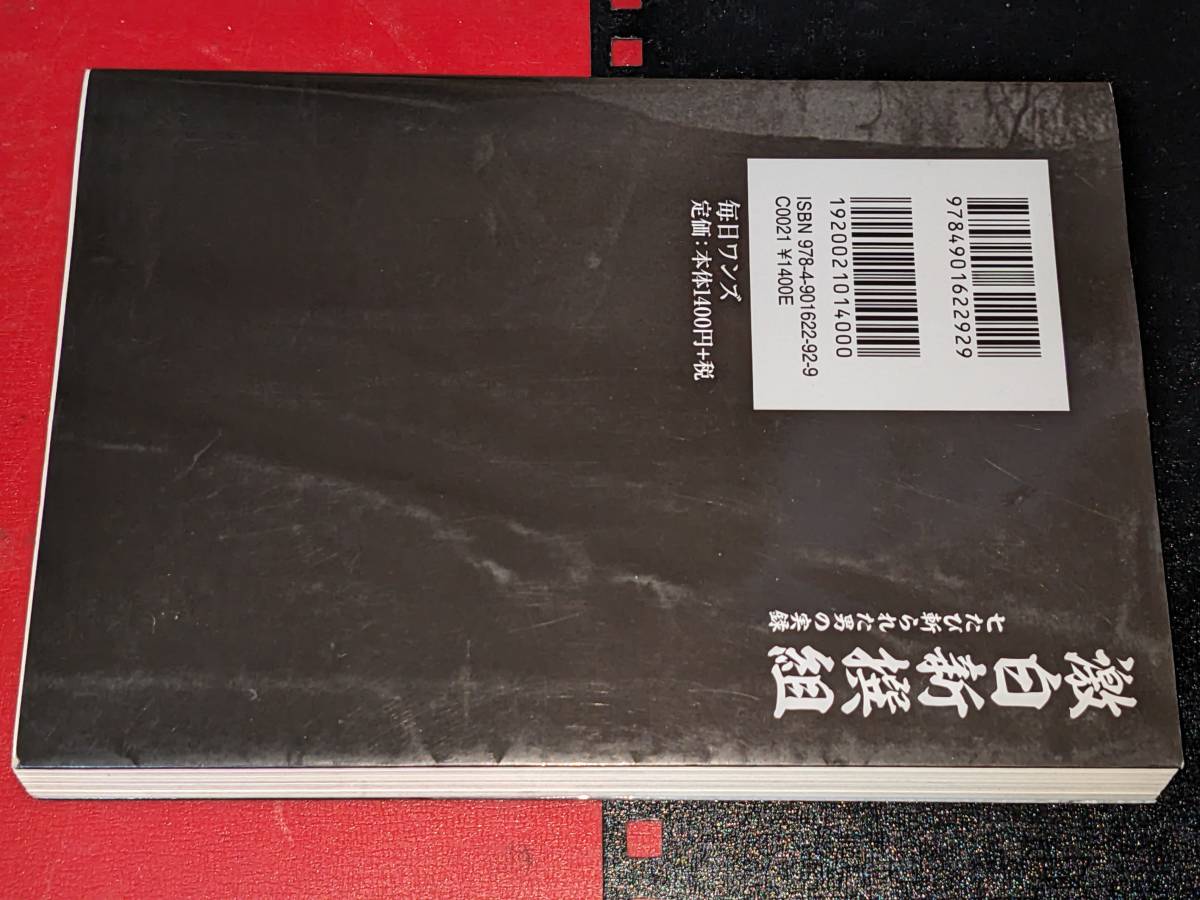 9784901622929
1920021014000
ISBN 978-4-901622-92-9
C0021 ¥1400E
毎日ワンズ
定価：本体1400円+税
激白新撰組
七たび斬られた男の実録